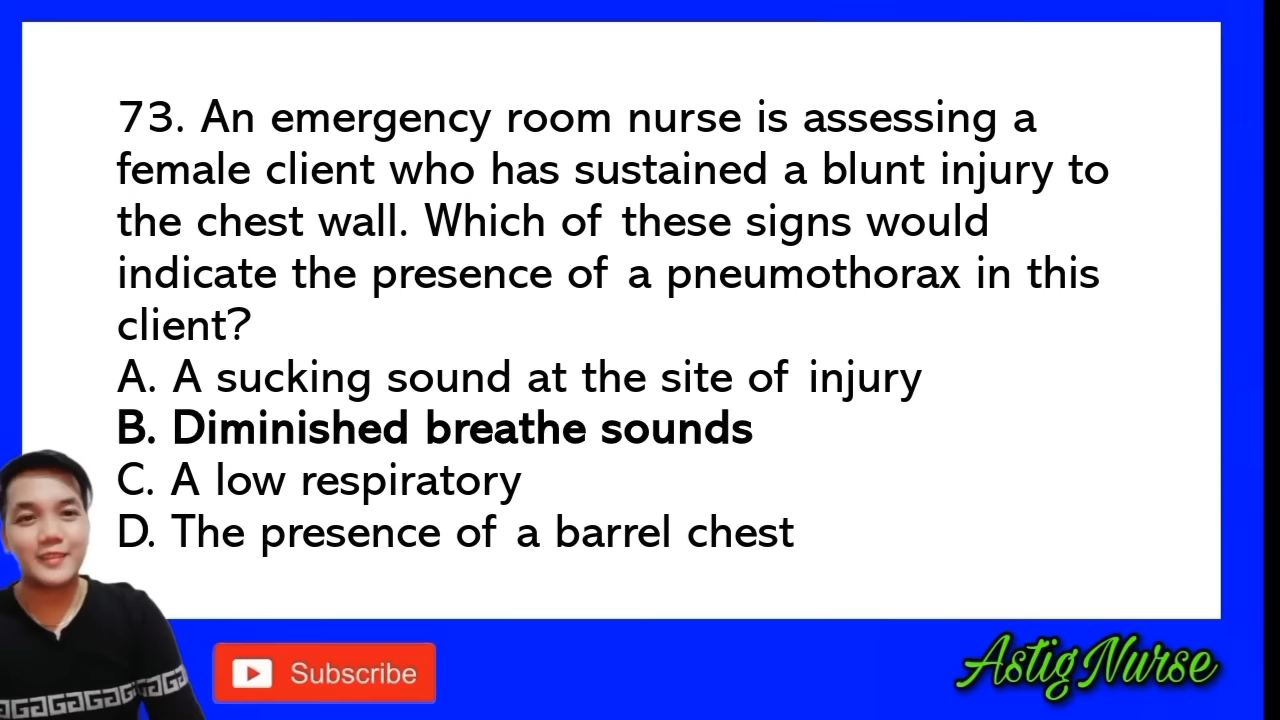 73. An emergency room nurse is assessing a
female client who has sustained a blunt injury to
the chest wall. Which of these signs would
indicate the presence of a pneumothorax in this
client?
A. A sucking sound at the site of injury
B. Diminished breathe sounds
C. A low respiratory
D. The presence of a barrel chest
Subscribe
Astig Nurse